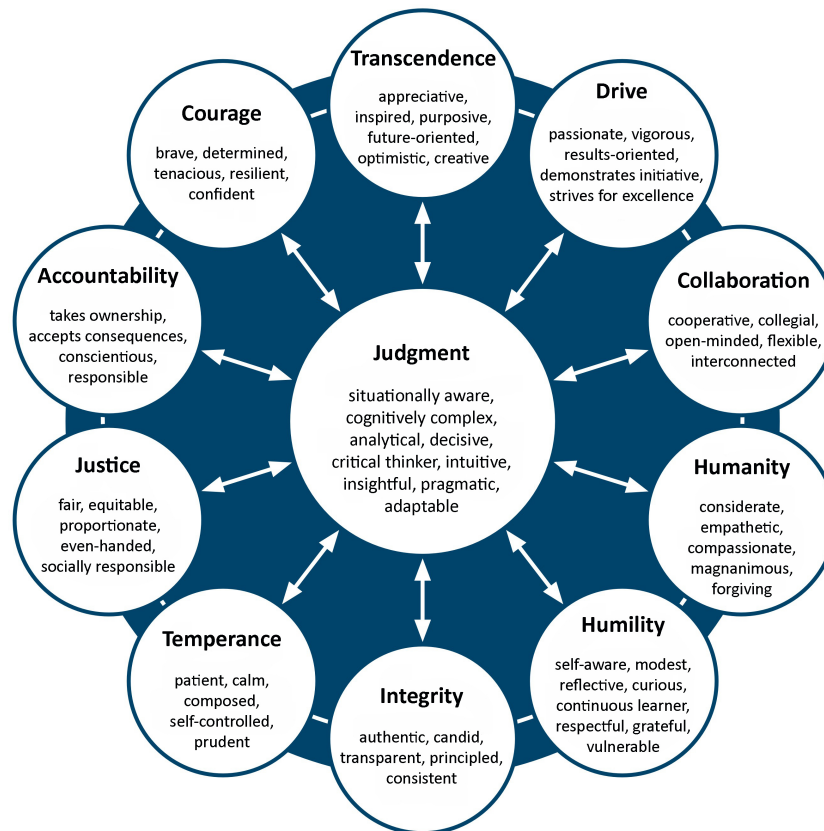 Transcendence
appreciative,
inspired, purposive,
future-oriented,
optimistic, creative
Drive
passionate, vigorous,
results-oriented,
demonstrates initiative,
strives for excellence
Collaboration
cooperative, collegial,
open-minded, flexible,
interconnected
Humanity
considerate,
empathetic,
compassionate,
magnanimous,
forgiving
Humility
self-aware, modest,
reflective, curious,
continuous learner,
respectful, grateful,
vulnerable
Integrity
authentic, candid,
transparent, principled,
consistent
Temperance
patient, calm,
composed,
self-controlled,
prudent
Justice
fair, equitable,
proportionate,
even-handed,
socially responsible
Accountability
takes ownership,
accepts consequences,
conscientious,
responsible
Courage
brave, determined,
tenacious, resilient,
confident
Judgment
situationally aware,
cognitively complex,
analytical, decisive,
critical thinker, intuitive,
insightful, pragmatic,
adaptable